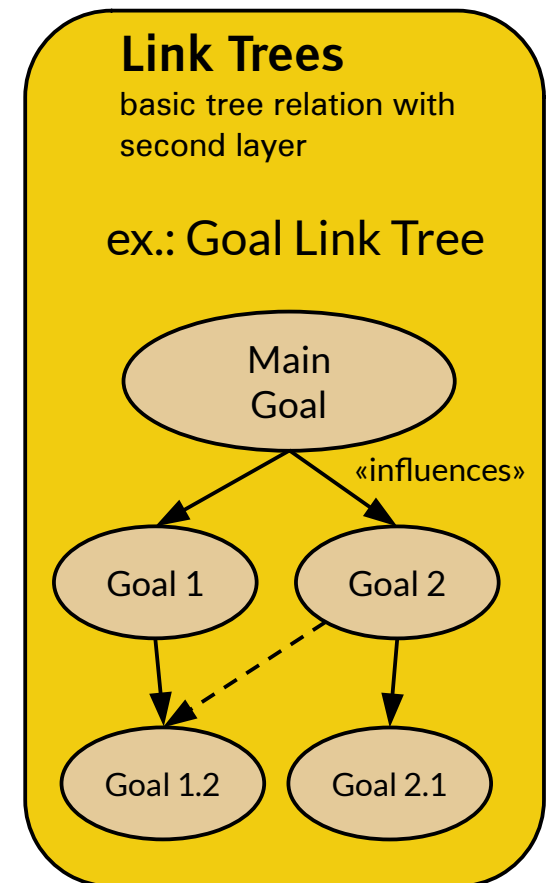 Link Trees
basic tree relation with
second layer
ex.: Goal Link Tree
Main
Goal
«influences»
Goal 1
Goal 2
Goal 1.2
Goal 2.1